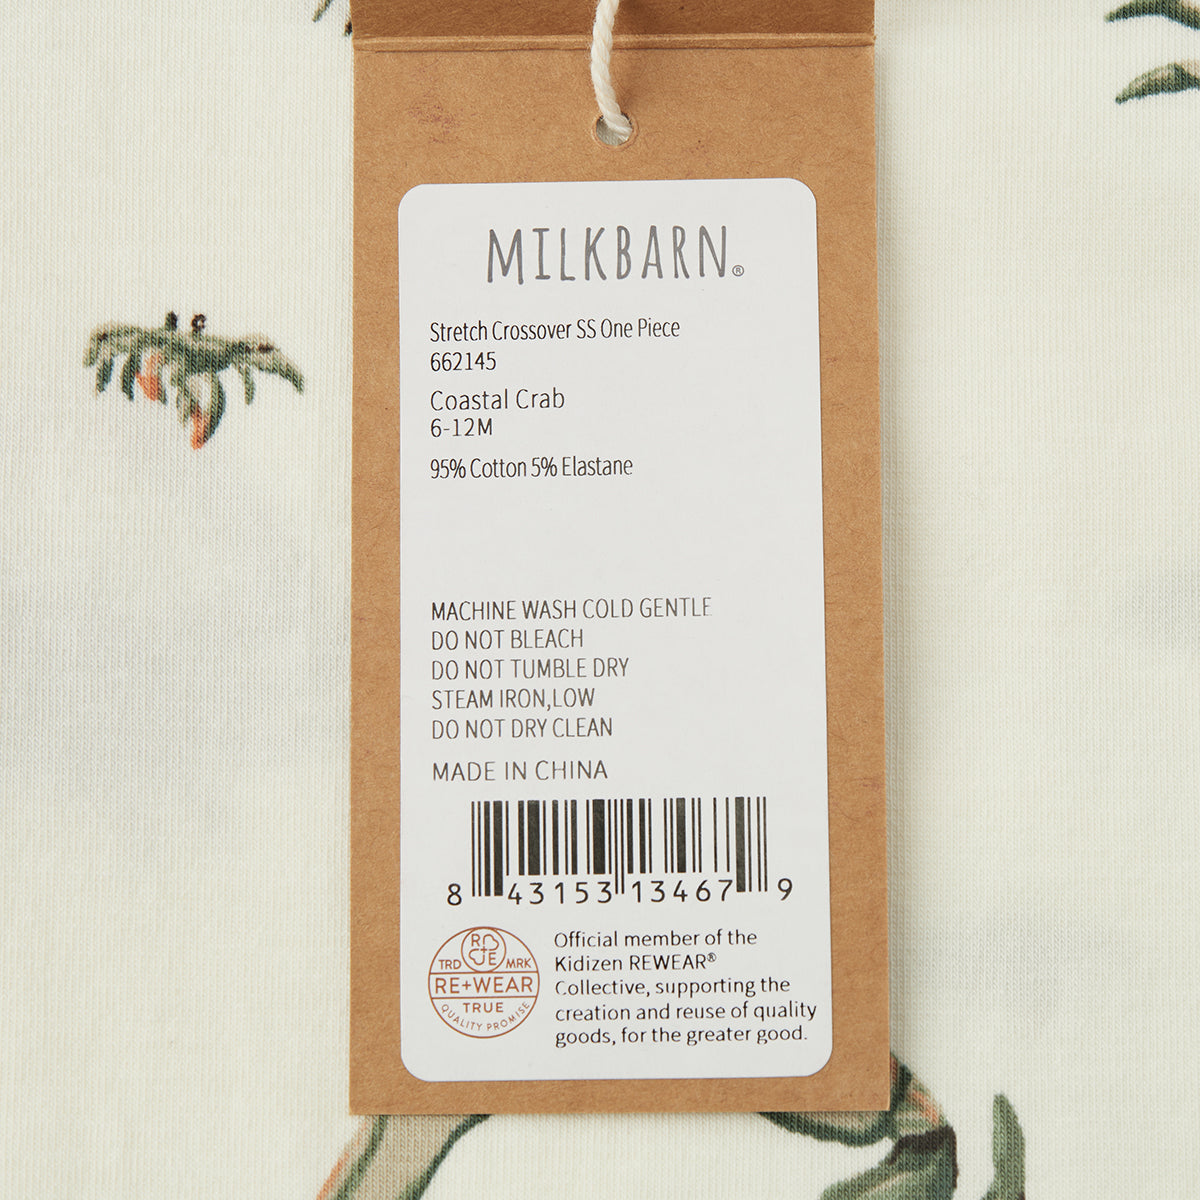 MILKBARN®
Stretch Crossover SS One Piece
662145
Coastal Crab
6-12M
95% Cotton 5% Elastane
MACHINE WASH COLD GENTLE
DO NOT BLEACH
DO NOT TUMBLE DRY
STEAM IRON,LOW
DO NOT DRY CLEAN
MADE IN CHINA
8 43153 13467 9
R E
TRD MRK
RE+WEAR
TRUE
QUALITY PROMISE
Official member of the
Kidizen REWEAR®
Collective, supporting the
creation and reuse of quality
goods, for the greater good.